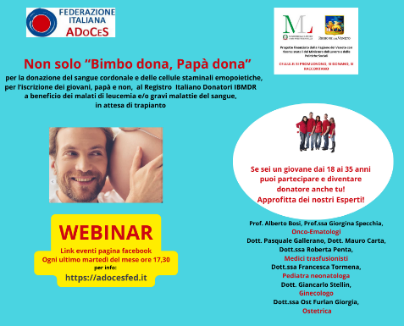 FEDERAZIONE
ITALIANA
ADoCeS
REGIONE DEL VENETO
Non solo “Bimbo dona, Papà dona”
per la donazione del sangue cordonale e delle cellule staminali emopoietiche,
per l'iscrizione dei giovani, papà e non, al Registro Italiano Donatori IBMDR
a beneficio dei malati di leucemia e/o gravi malattie del sangue,
in attesa di trapianto
Se sei un giovane dai 18 ai 35 anni
puoi partecipare e diventare
donatore anche tu!
Approfitta dei nostri Esperti!
WEBINAR
Link eventi pagina facebook
Ogni ultimo martedì del mese ore 17,30
per info:
https://adocesfed.it
Prof. Alberto Bosi, Prof.ssa Giorgina Specchia,
Onco-Ematologi
Dott. Pasquale Gallerano, Dott. Mauro Carta,
Dott.ssa Roberta Penta,
Medici trasfusionisti
Dott.ssa Francesca Tormena,
Pediatra neonatologa
Dott. Giancarlo Stellin,
Ginecologo
Dott.ssa Ost Furlan Giorgia,
Ostetrica